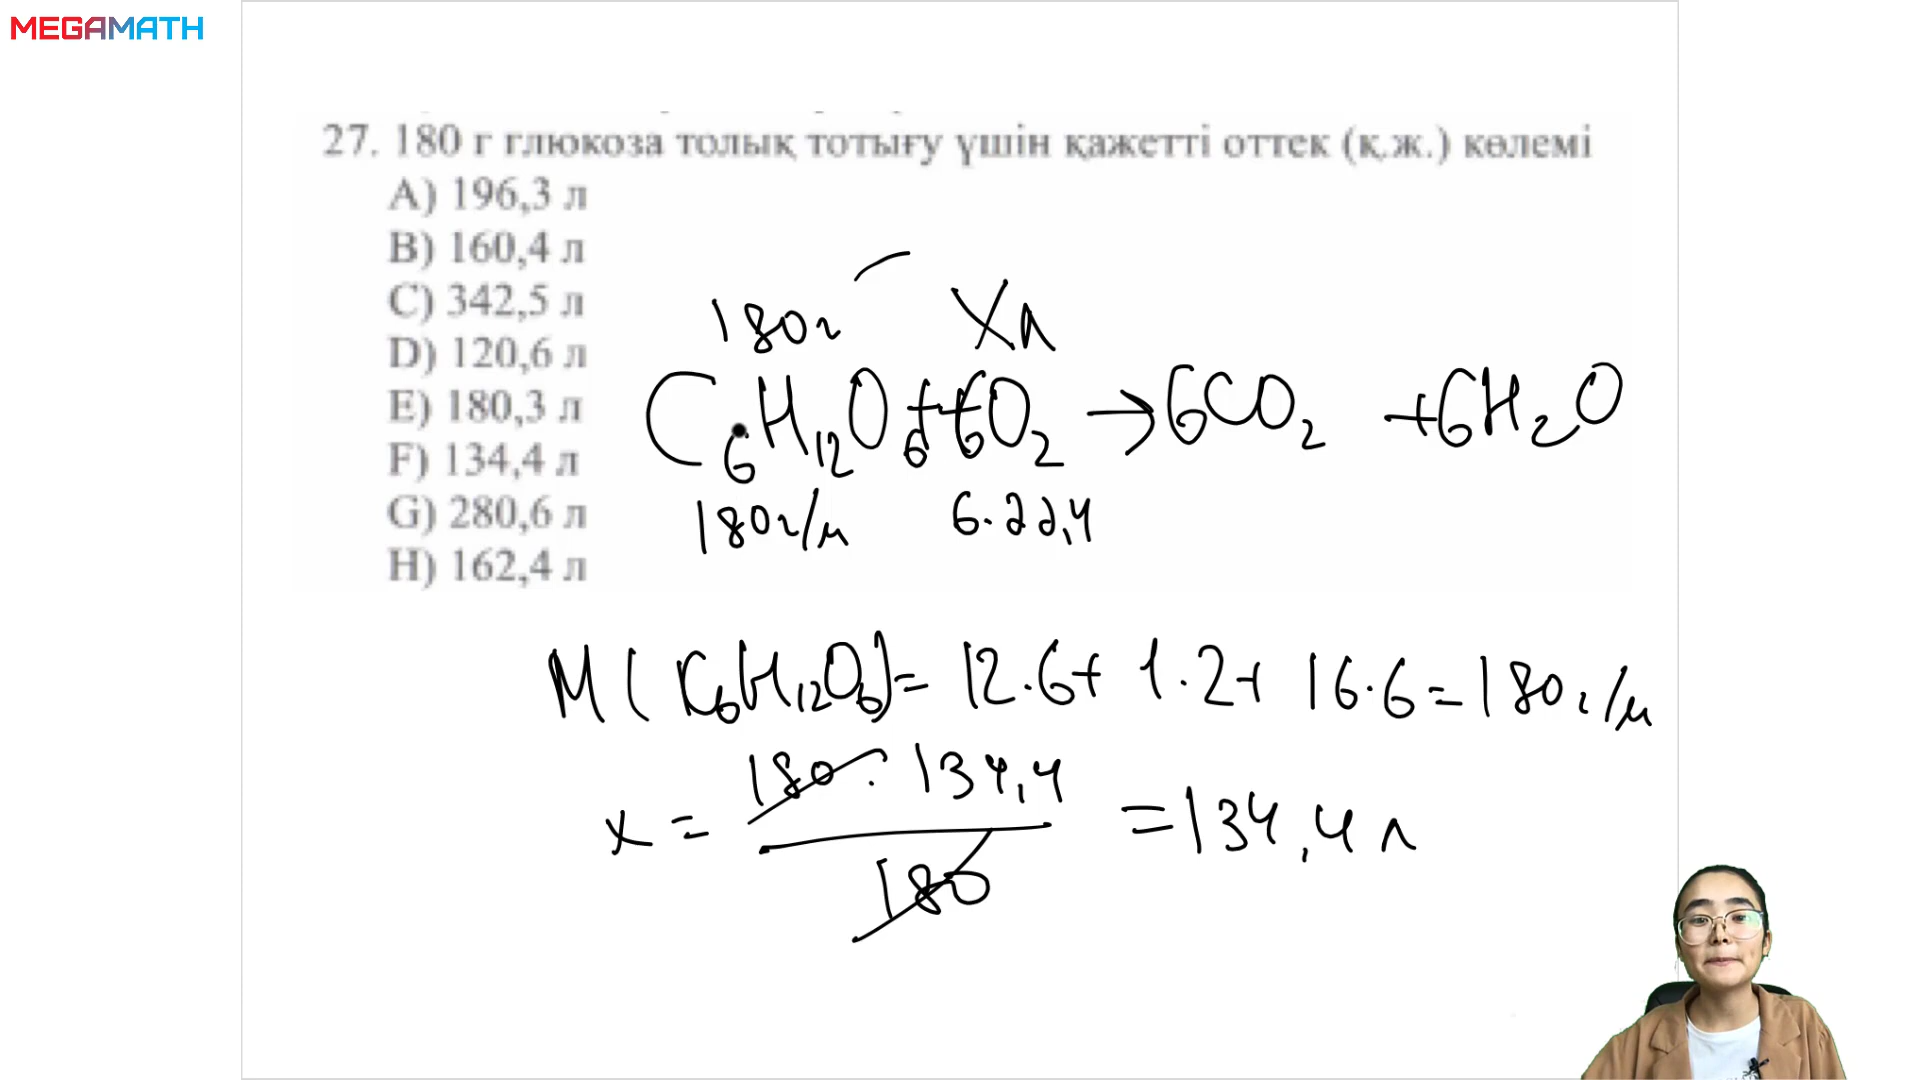 MEGAMATH
27. 180 г глюкоза толық тотығу үшін қажетті оттек (қ.ж.) көлемі
A) 196,3 л
B) 160,4 л
C) 342,5 л
D) 120,6 л
E) 180,3 л
F) 134,4 л
G) 280,6 л
H) 162,4 л
180г Xл
C6H12O6 + 6O2 → 6CO2 + 6H2O
180г/м 6·22,4
M(C6H12O6) = 12·6 + 1·2 + 16·6 = 180г/м
x = 180·134,4 / 180 = 134,4 л